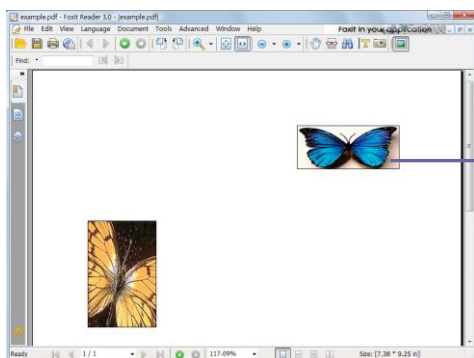 example.pdf - Foxit Reader 3.0 - [example.pdf]
File Edit View Language Document Tools Advanced Window Help
Foxit in your application
Find:
Ready 1 / 1 117.09% Size: [7.38 * 9.25 in]